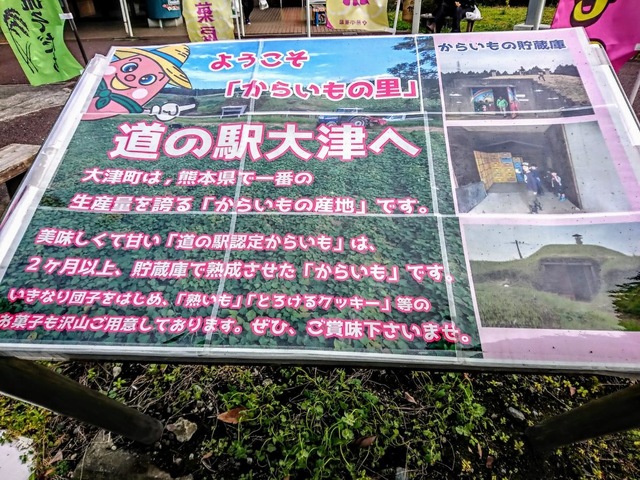 ようこそ
「からいもの里」
道の駅大津へ
大津町は，熊本県で一番の
生産量を誇る「からいもの産地」です。
美味しくて甘い「道の駅認定からいも」は、
２ヶ月以上、貯蔵庫で熟成させた「からいも」です。
いきなり団子をはじめ、「熟いも」「とろけるクッキー」等の
お菓子も沢山ご用意しております。ぜひ、ご賞味下さいませ。
からいもの貯蔵庫